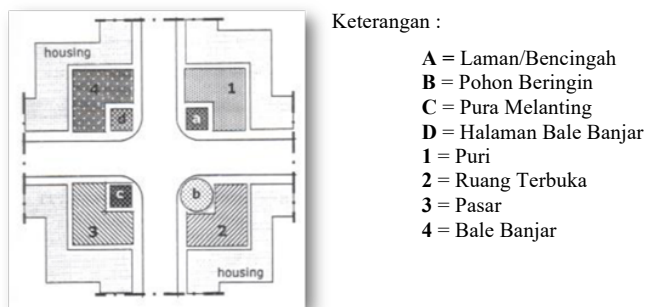 housing
4
d
1
a
c
3
b
2
housing
Keterangan :
A = Laman/Bencingah
B = Pohon Beringin
C = Pura Melanting
D = Halaman Bale Banjar
1 = Puri
2 = Ruang Terbuka
3 = Pasar
4 = Bale Banjar